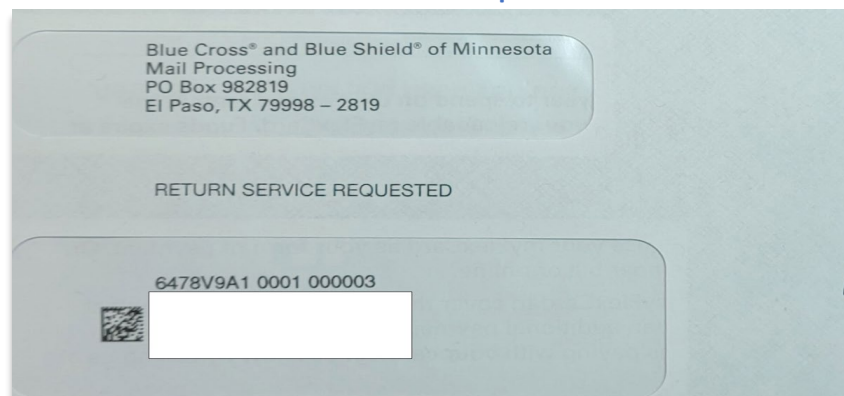 Blue Cross® and Blue Shield® of Minnesota
Mail Processing
PO Box 982819
El Paso, TX 79998 – 2819
RETURN SERVICE REQUESTED
6478V9A1 0001 000003